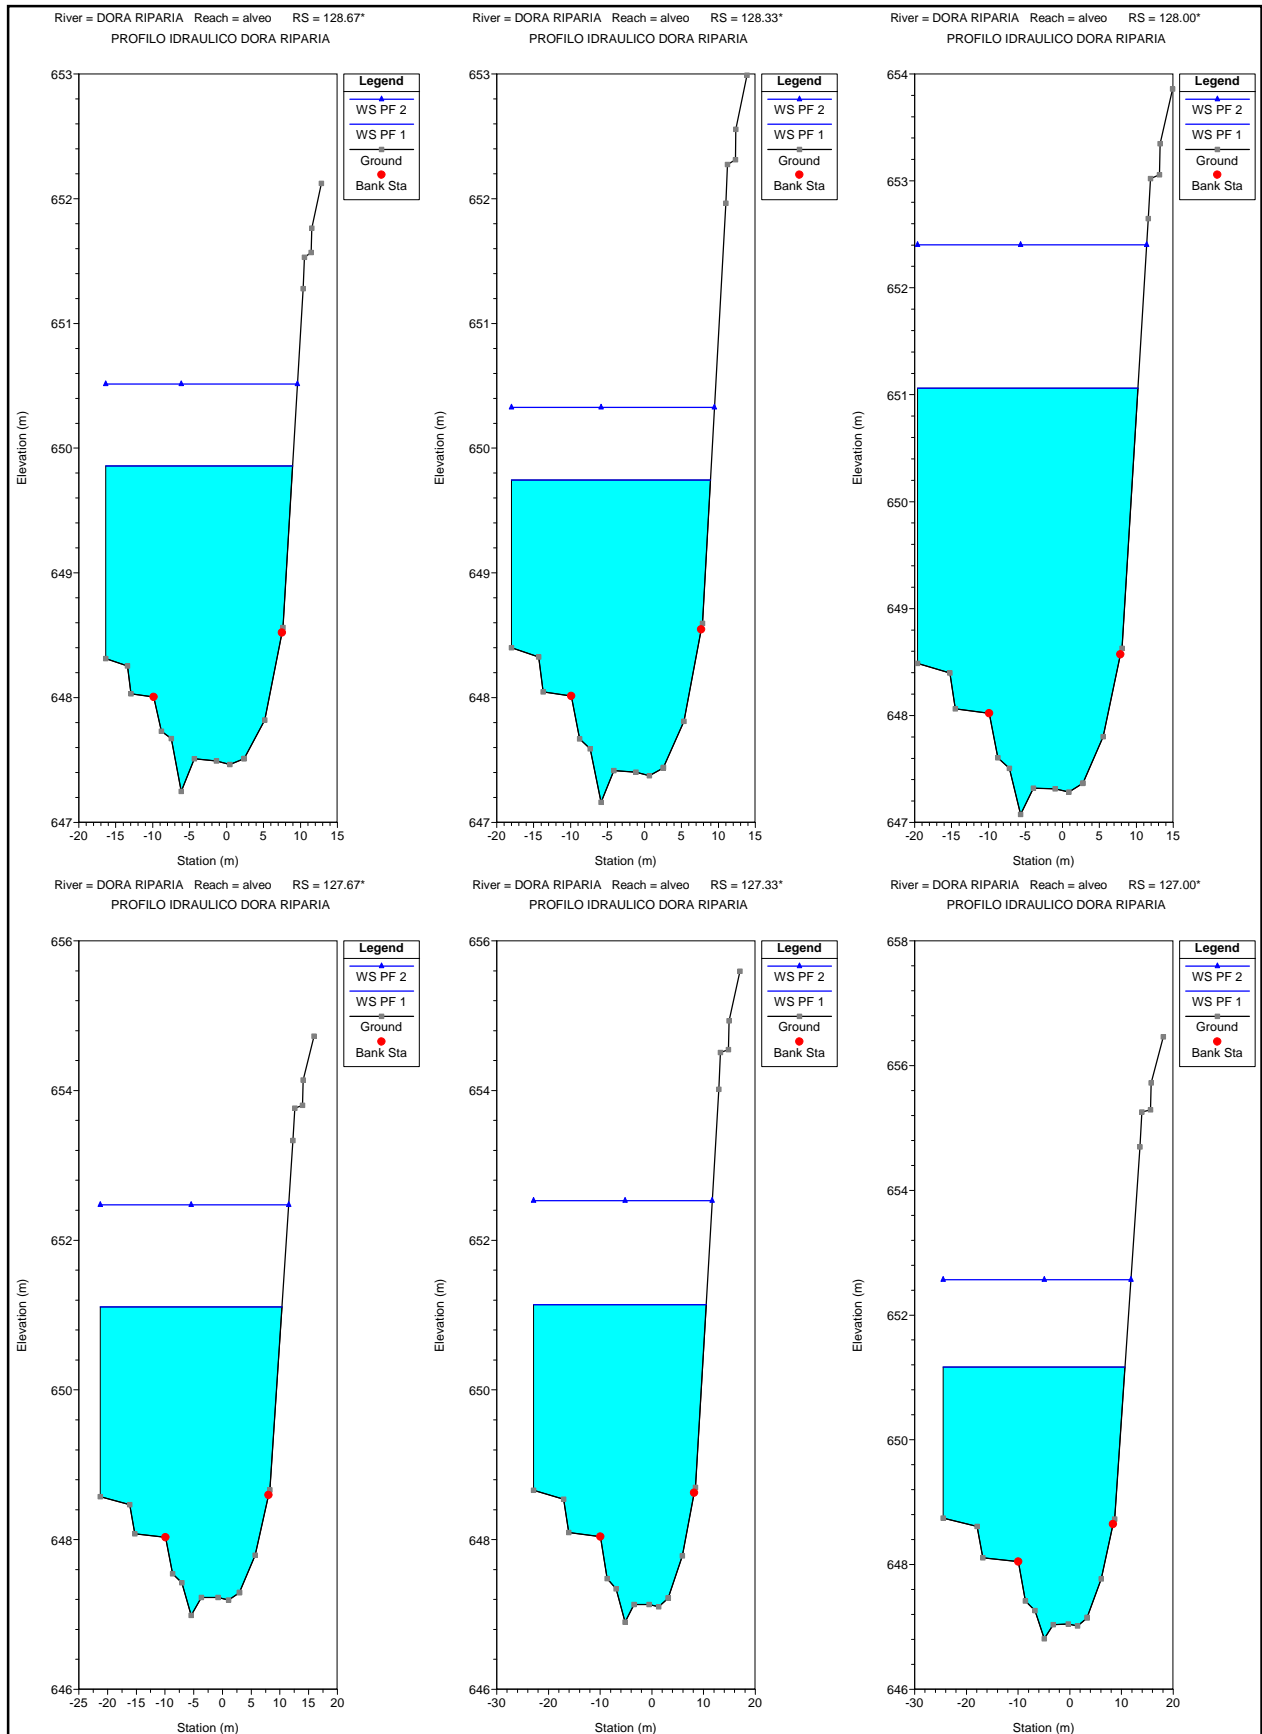 River = DORA RIPARIA Reach = alveo RS = 128.67*
PROFILO IDRAULICO DORA RIPARIA
653
652
651
650
649
648
647
-20 -15 -10 -5 0 5 10 15
Station (m)
Elevation (m)
Legend
WS PF 2
WS PF 1
Ground
Bank Sta
River = DORA RIPARIA Reach = alveo RS = 128.33*
PROFILO IDRAULICO DORA RIPARIA
653
652
651
650
649
648
647
-20 -15 -10 -5 0 5 10 15
Station (m)
Elevation (m)
Legend
WS PF 2
WS PF 1
Ground
Bank Sta
River = DORA RIPARIA Reach = alveo RS = 128.00*
PROFILO IDRAULICO DORA RIPARIA
654
653
652
651
650
649
648
647
-20 -15 -10 -5 0 5 10 15
Station (m)
Elevation (m)
Legend
WS PF 2
WS PF 1
Ground
Bank Sta
River = DORA RIPARIA Reach = alveo RS = 127.67*
PROFILO IDRAULICO DORA RIPARIA
656
654
652
650
648
646
-25 -20 -15 -10 -5 0 5 10 15 20
Station (m)
Elevation (m)
Legend
WS PF 2
WS PF 1
Ground
Bank Sta
River = DORA RIPARIA Reach = alveo RS = 127.33*
PROFILO IDRAULICO DORA RIPARIA
656
654
652
650
648
646
-30 -20 -10 0 10 20
Station (m)
Elevation (m)
Legend
WS PF 2
WS PF 1
Ground
Bank Sta
River = DORA RIPARIA Reach = alveo RS = 127.00*
PROFILO IDRAULICO DORA RIPARIA
658
656
654
652
650
648
646
-30 -20 -10 0 10 20
Station (m)
Elevation (m)
Legend
WS PF 2
WS PF 1
Ground
Bank Sta